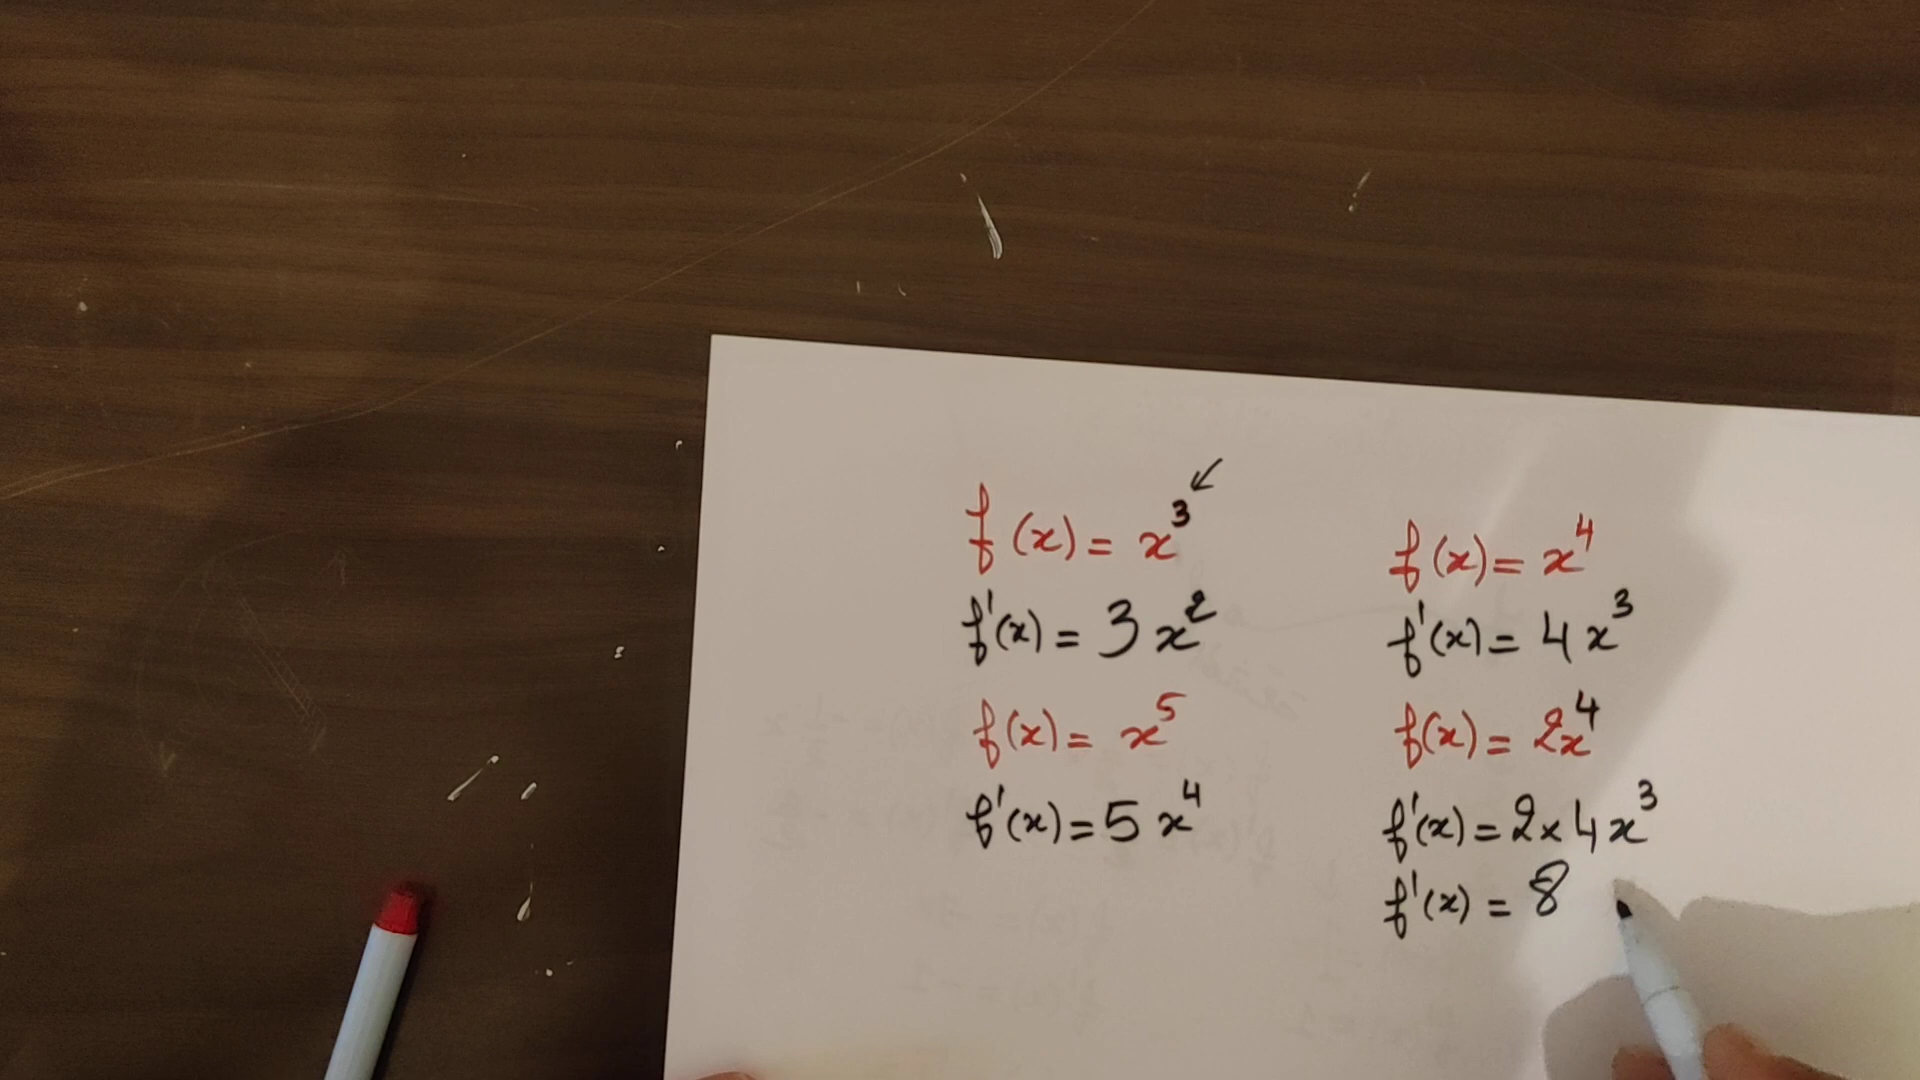 f(x) = x³
f'(x) = 3x²
f(x) = x⁵
f'(x) = 5x⁴
f(x) = x⁴
f'(x) = 4x³
f(x) = 2x⁴
f'(x) = 2×4x³
f'(x) = 8